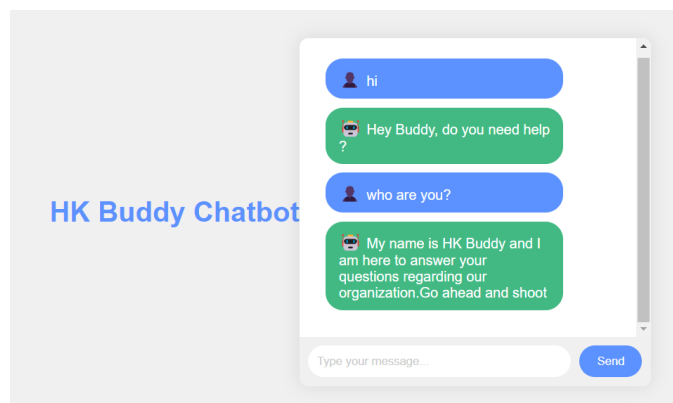 HK Buddy Chatbot
hi
Hey Buddy, do you need help
?
who are you?
My name is HK Buddy and I
am here to answer your
questions regarding our
organization.Go ahead and shoot
Type your message...
Send